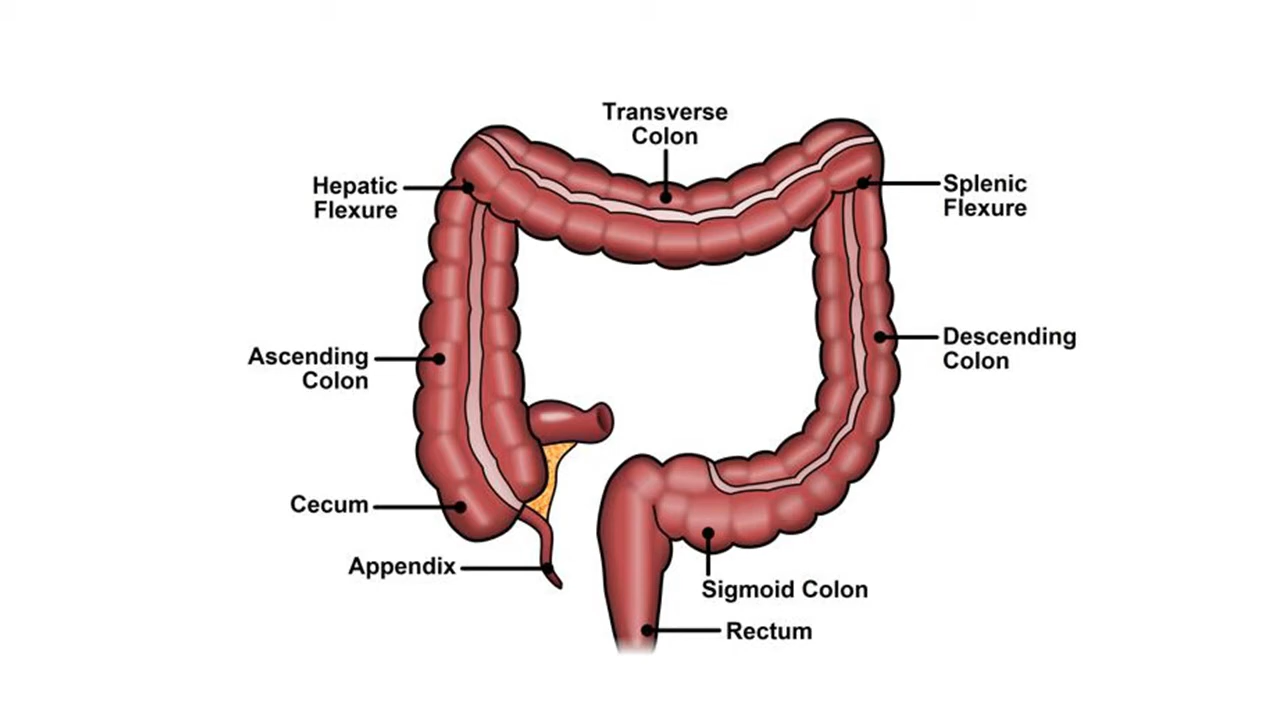 Transverse
Colon
Hepatic
Flexure
Splenic
Flexure
Ascending
Colon
Descending
Colon
Cecum
Appendix
Sigmoid Colon
Rectum